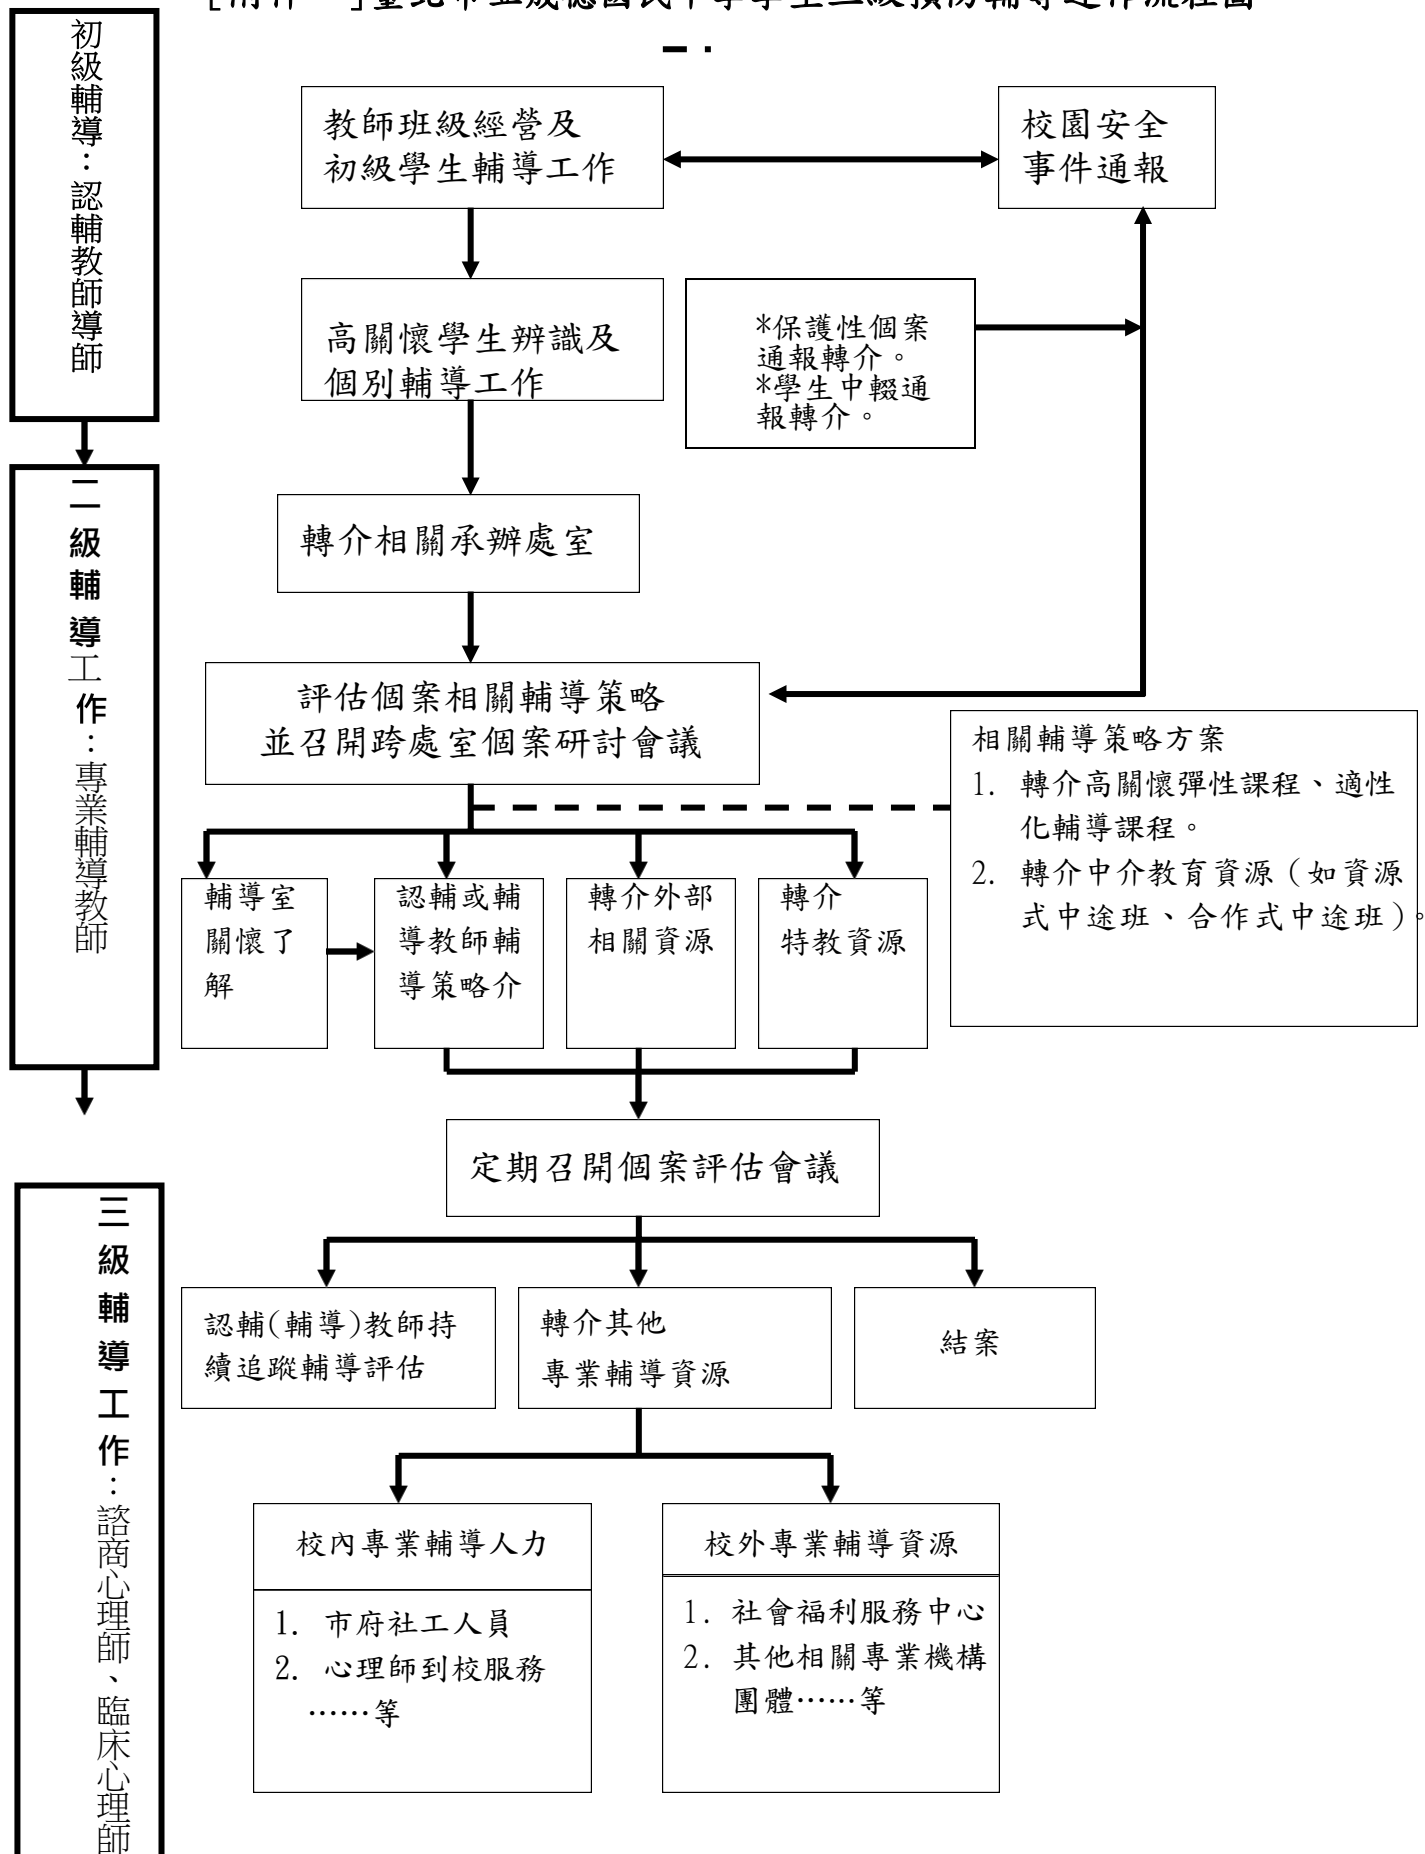 教師班級經營及
初級學生輔導工作
校園安全
事件通報
初級輔導：認輔教師導師
高關懷學生辨識及
個別輔導工作
*保護性個案
通報轉介。
*學生中輟通
報轉介。
二級輔導工作：專業輔導教師
轉介相關承辦處室
評估個案相關輔導策略
並召開跨處室個案研討會議
相關輔導策略方案
1. 轉介高關懷彈性課程、適性
化輔導課程。
2. 轉介中介教育資源（如資源
式中途班、合作式中途班）。
輔導室
關懷了
解
認輔或輔
導教師輔
導策略介
轉介外部
相關資源
轉介
特教資源
定期召開個案評估會議
三級輔導工作：諮商心理師、臨床心理師
認輔(輔導)教師持
續追蹤輔導評估
轉介其他
專業輔導資源
結案
校內專業輔導人力
1. 市府社工人員
2. 心理師到校服務
……等
校外專業輔導資源
1. 社會福利服務中心
2. 其他相關專業機構
團體……等